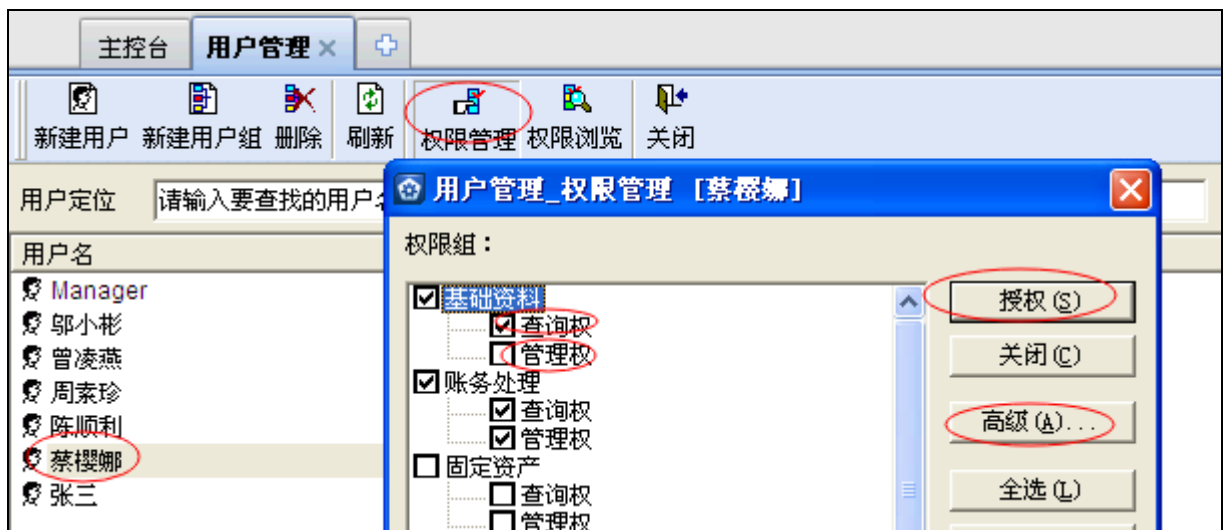 主控台 用户管理
新建用户 新建用户组 删除 刷新 权限管理 权限浏览 关闭
用户定位 请输入要查找的用户名
用户管理_权限管理 [蔡樱娜]
权限组：
用户名
Manager
邬小彬
曾凌燕
周素珍
陈顺利
蔡樱娜
张三
基础资料
查询权
管理权
账务处理
查询权
管理权
固定资产
查询权
管理权
授权(S)
关闭(C)
高级(A)...
全选(L)